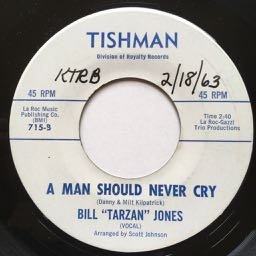 TISHMAN
Division of Royalty Records
KTRB 2/18/63
45 RPM 45 RPM
La Roc Music
Publishing Co.
(BMI)
715-B
Time 2:40
La Roc-Gazzi
Trio Productions
A MAN SHOULD NEVER CRY
(Danny & Milt Kilpatrick)
BILL "TARZAN" JONES
(VOCAL)
Arranged by Scott Johnson